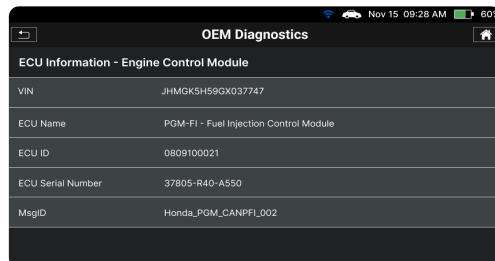 Nov 15 09:28 AM 60%
OEM Diagnostics
ECU Information - Engine Control Module
VIN JHMGK5H59GX037747
ECU Name PGM-FI - Fuel Injection Control Module
ECU ID 0809100021
ECU Serial Number 37805-R40-A550
MsgID Honda_PGM_CANPFI_002